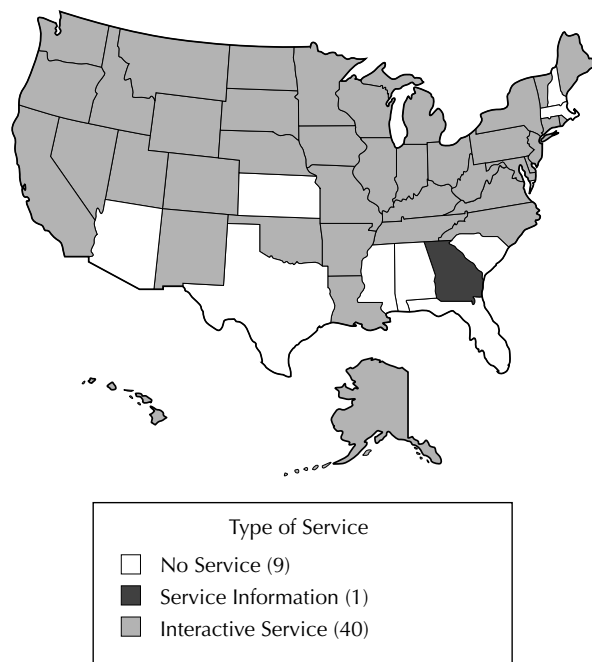 Type of Service
No Service (9)
Service Information (1)
Interactive Service (40)